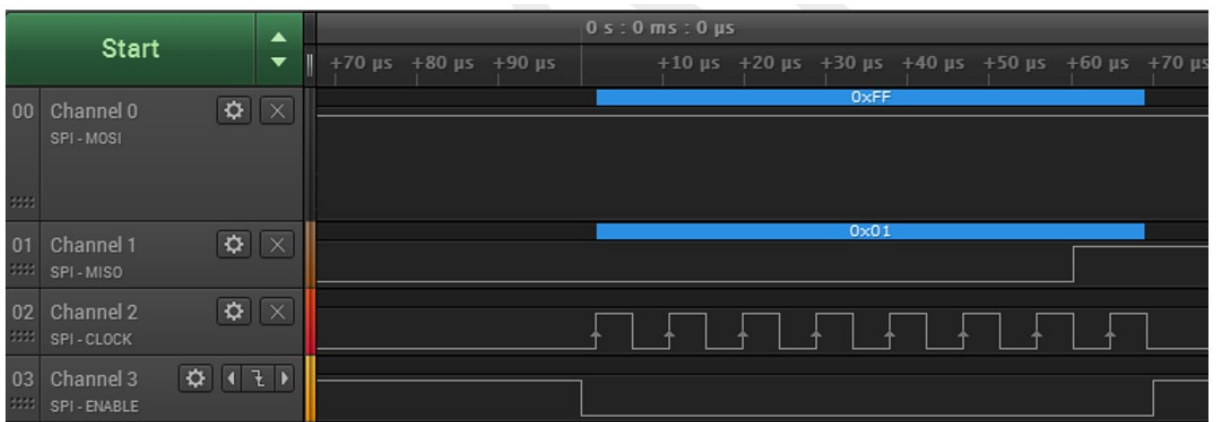 Start
0 s : 0 ms : 0 µs
+70 µs +80 µs +90 µs +10 µs +20 µs +30 µs +40 µs +50 µs +60 µs +70 µs
00 Channel 0
SPI - MOSI
0xFF
01 Channel 1
SPI - MISO
0x01
02 Channel 2
SPI - CLOCK
03 Channel 3
SPI - ENABLE